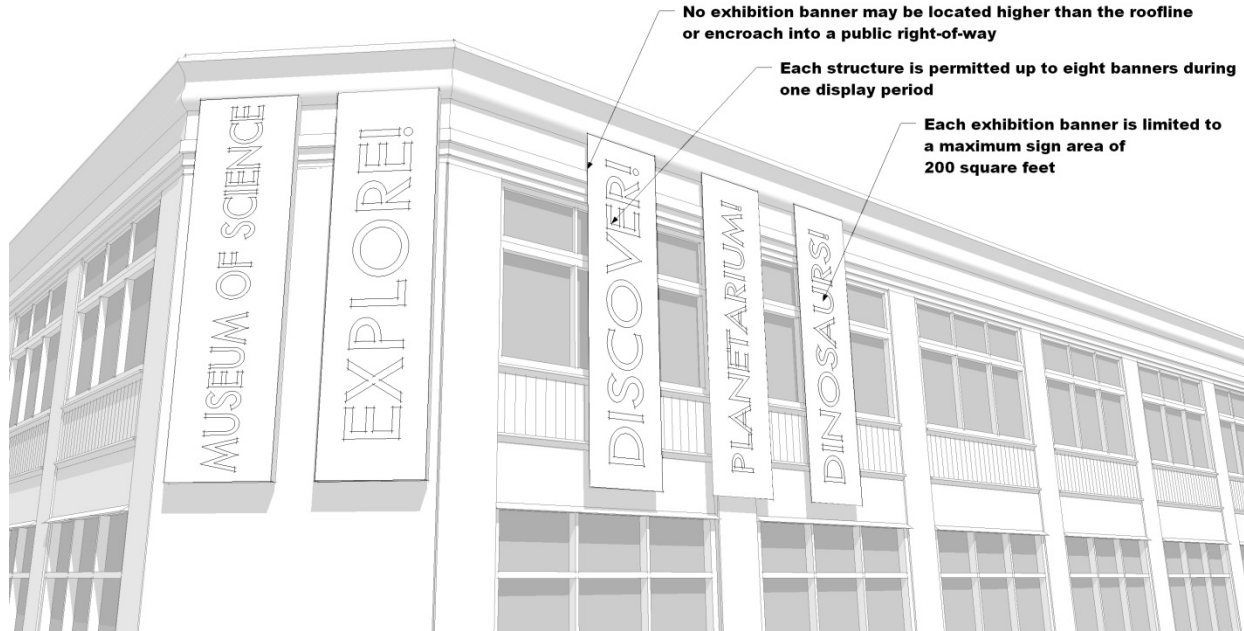 No exhibition banner may be located higher than the roofline
or encroach into a public right-of-way
Each structure is permitted up to eight banners during
one display period
Each exhibition banner is limited to
a maximum sign area of
200 square feet
MUSEUM OF SCIENCE
EXPLORE!
DISCOVER!
PLANETARIUM!
DINOSAURS!